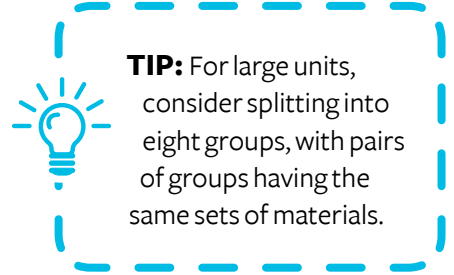 TIP: For large units,
consider splitting into
eight groups, with pairs
of groups having the
same sets of materials.